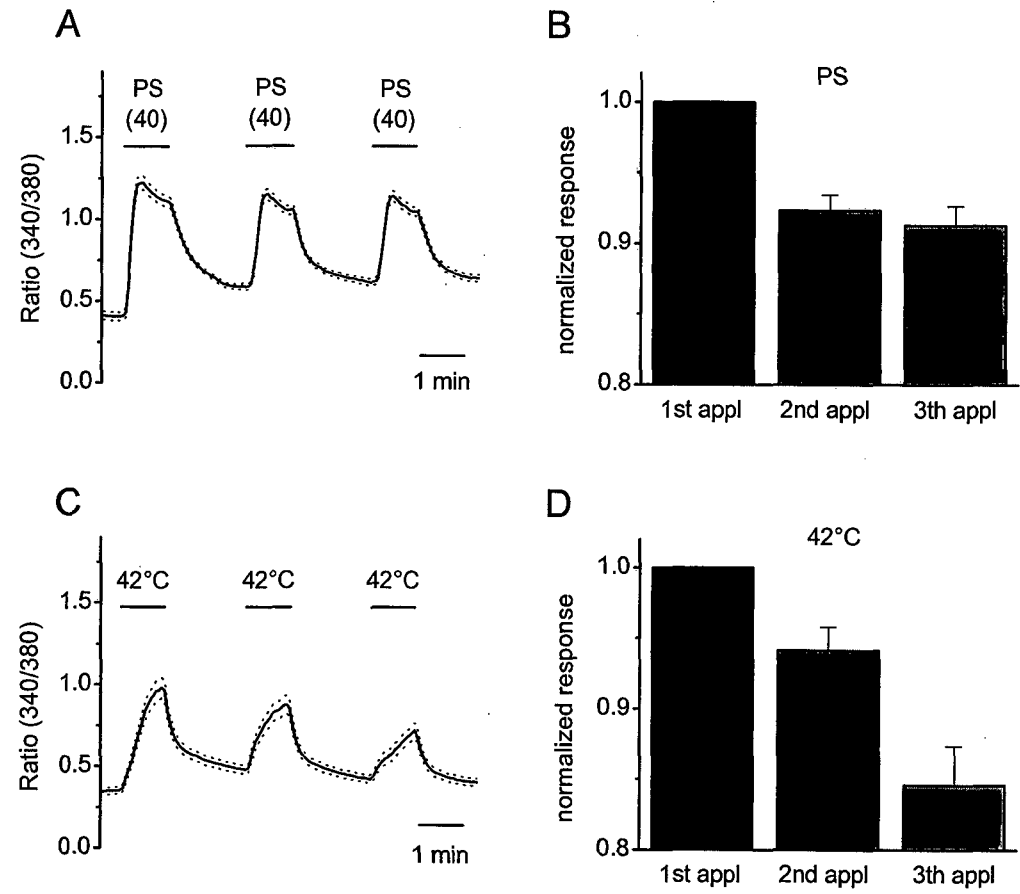 A
PS
(40)
PS
(40)
PS
(40)
Ratio (340/380)
1.5
1.0
0.5
0.0
1 min
B
PS
normalized response
1.0
0.9
0.8
1st appl
2nd appl
3th appl
C
42°C
42°C
42°C
Ratio (340/380)
1.5
1.0
0.5
0.0
1 min
D
42°C
normalized response
1.0
0.9
0.8
1st appl
2nd appl
3th appl